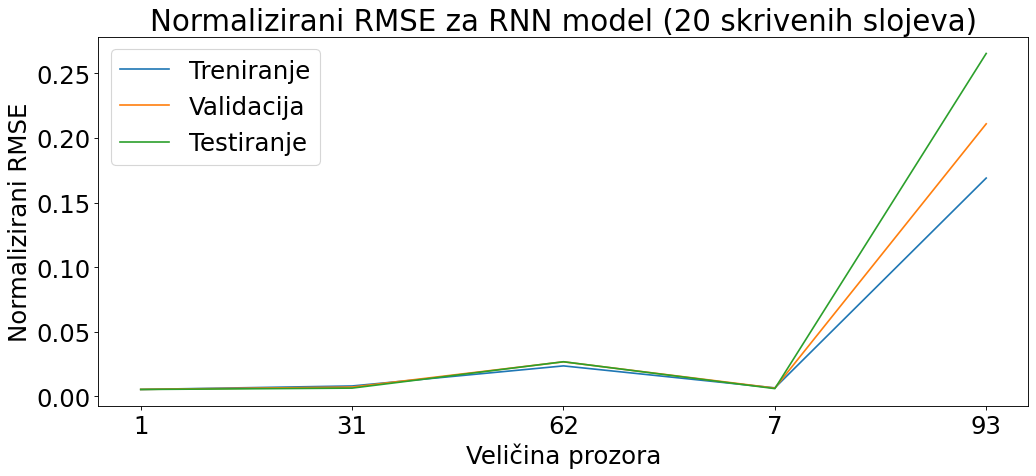 Normalizirani RMSE za RNN model (20 skrivenih slojeva)
Treniranje
Validacija
Testiranje
Normalizirani RMSE
0.25
0.20
0.15
0.10
0.05
0.00
1 31 62 7 93
Veličina prozora